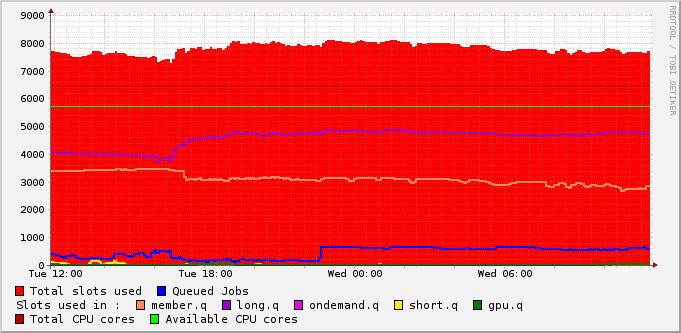 9000
8000
7000
6000
5000
4000
3000
2000
1000
0
Tue 12:00 Tue 18:00 Wed 00:00 Wed 06:00
RRDTOOL / TOBI OETIKER
Total slots used Queued Jobs
Slots used in : member.q long.q ondemand.q short.q gpu.q
Total CPU cores Available CPU cores